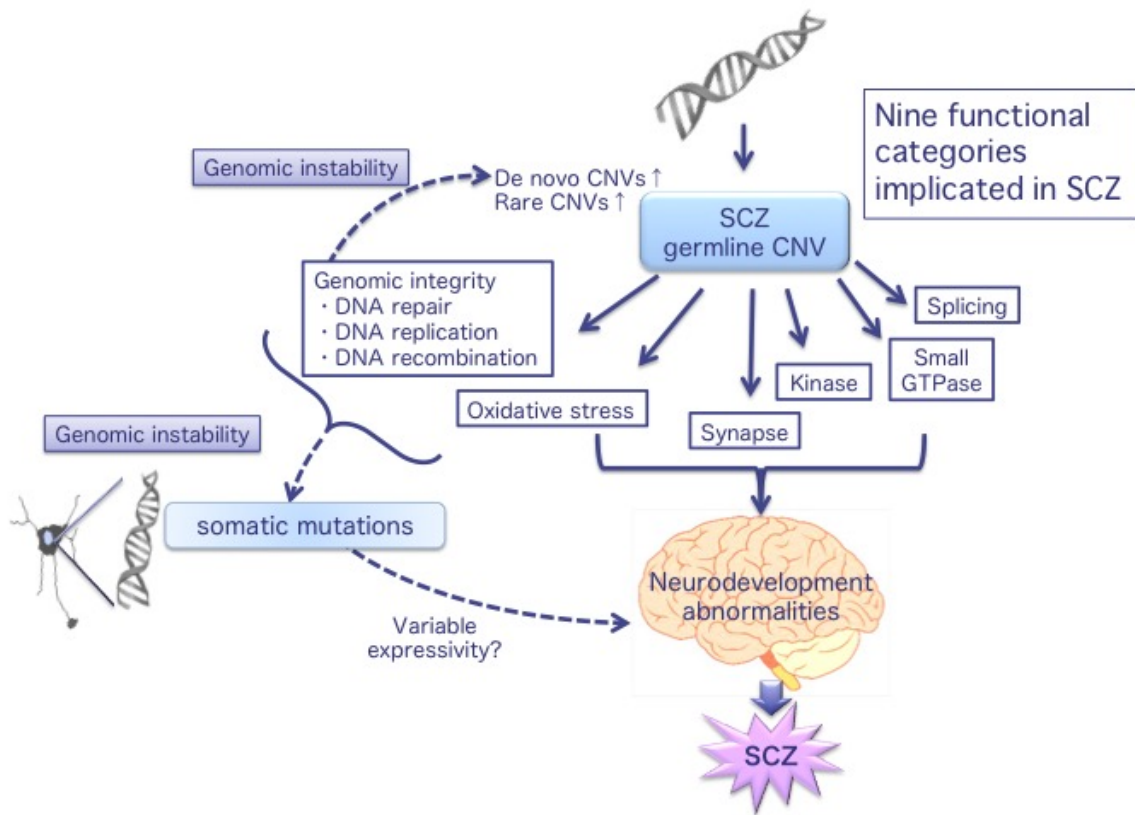 Nine functional
categories
implicated in SCZ
Genomic instability
De novo CNVs↑
Rare CNVs↑
SCZ
germline CNV
Genomic integrity
・DNA repair
・DNA replication
・DNA recombination
Splicing
Small
GTPase
Kinase
Oxidative stress
Synapse
Genomic instability
somatic mutations
Neurodevelopment
abnormalities
Variable
expressivity?
SCZ